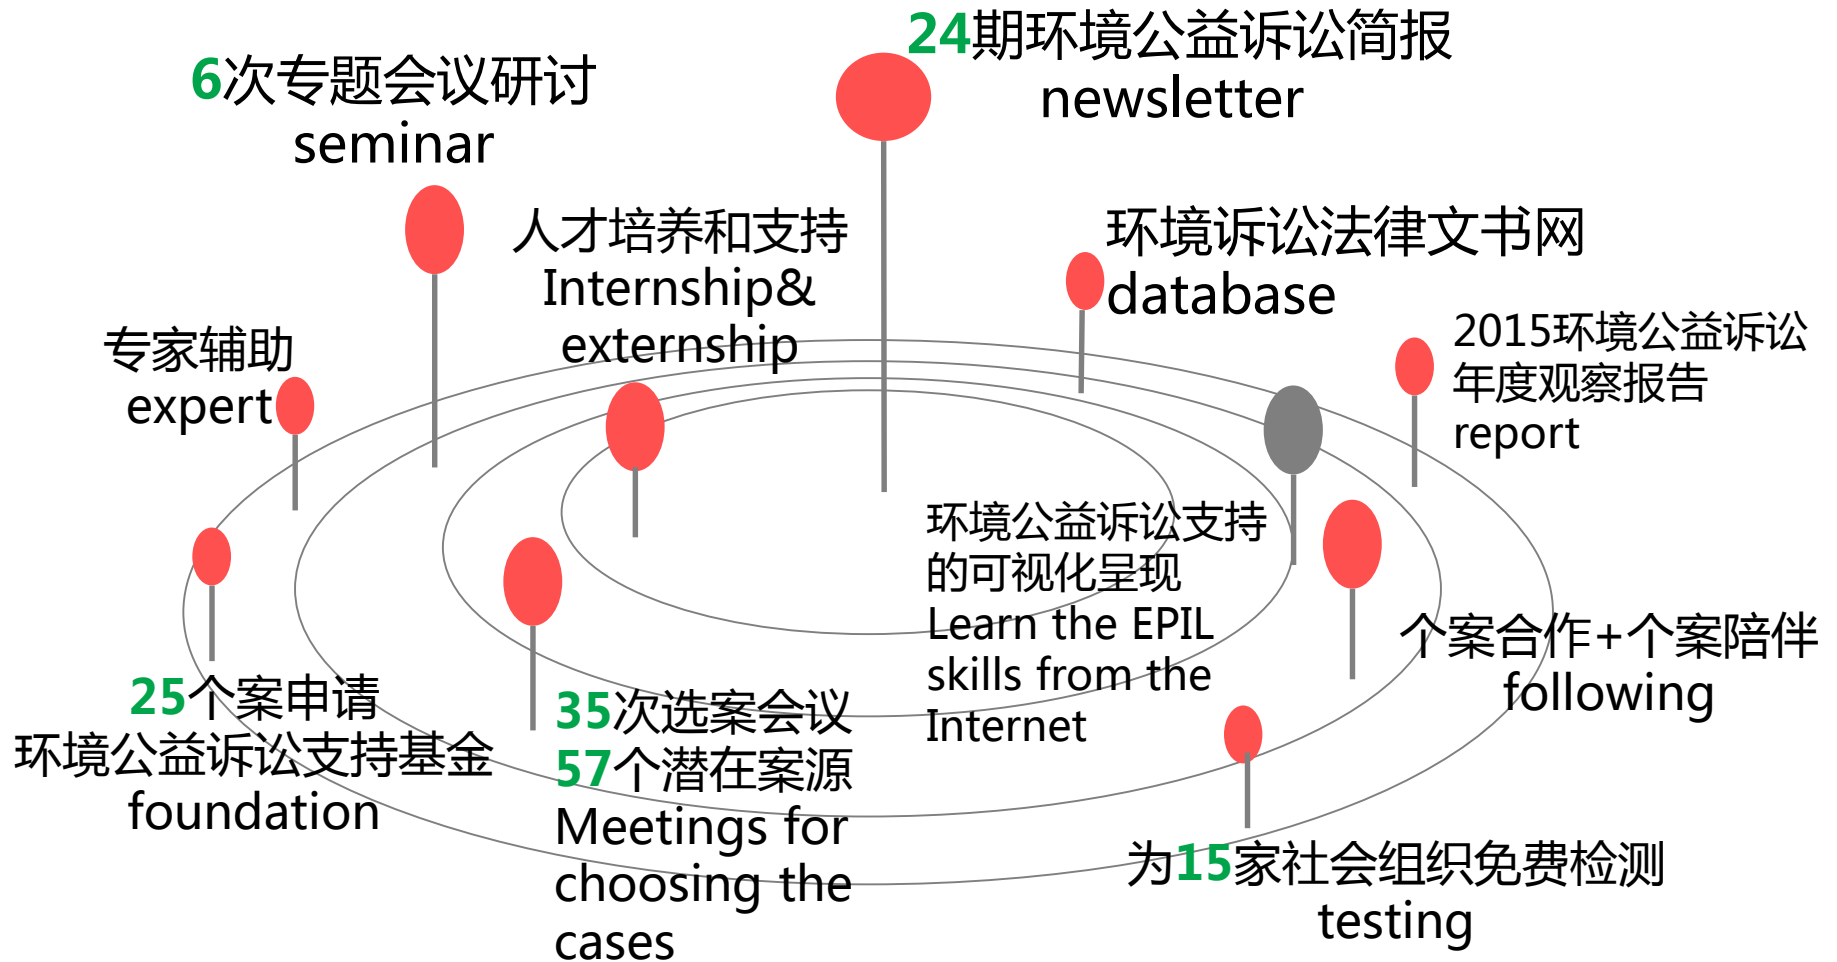 24期环境公益诉讼简报
newsletter
6次专题会议研讨
seminar
人才培养和支持
Internship&
externship
环境诉讼法律文书网
database
专家辅助
expert
2015环境公益诉讼
年度观察报告
report
环境公益诉讼支持
的可视化呈现
Learn the EPIL
skills from the
Internet
个案合作+个案陪伴
following
25个案申请
环境公益诉讼支持基金
foundation
35次选案会议
57个潜在案源
Meetings for
choosing the
cases
为15家社会组织免费检测
testing